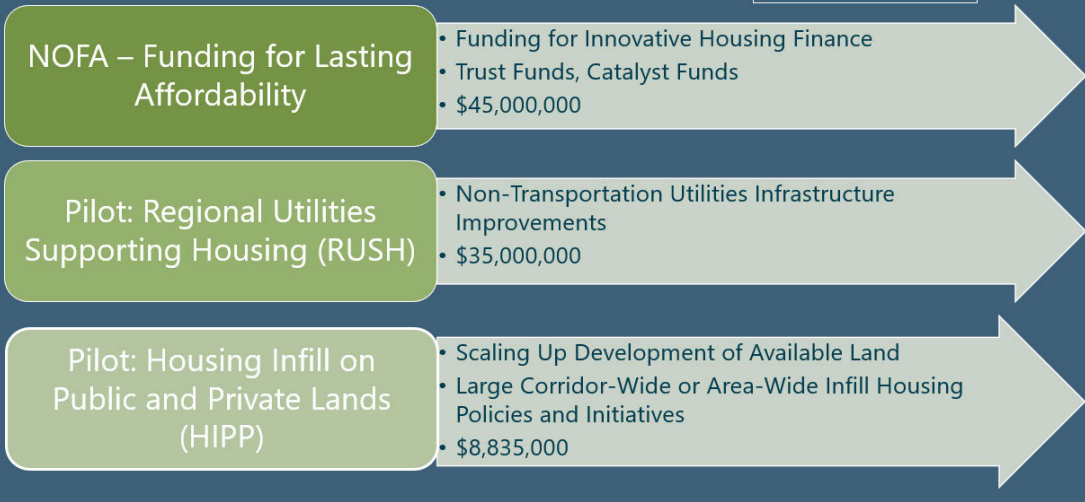 NOFA – Funding for Lasting
Affordability
• Funding for Innovative Housing Finance
• Trust Funds, Catalyst Funds
• $45,000,000
Pilot: Regional Utilities
Supporting Housing (RUSH)
• Non-Transportation Utilities Infrastructure
Improvements
• $35,000,000
Pilot: Housing Infill on
Public and Private Lands
(HIPP)
• Scaling Up Development of Available Land
• Large Corridor-Wide or Area-Wide Infill Housing
Policies and Initiatives
• $8,835,000